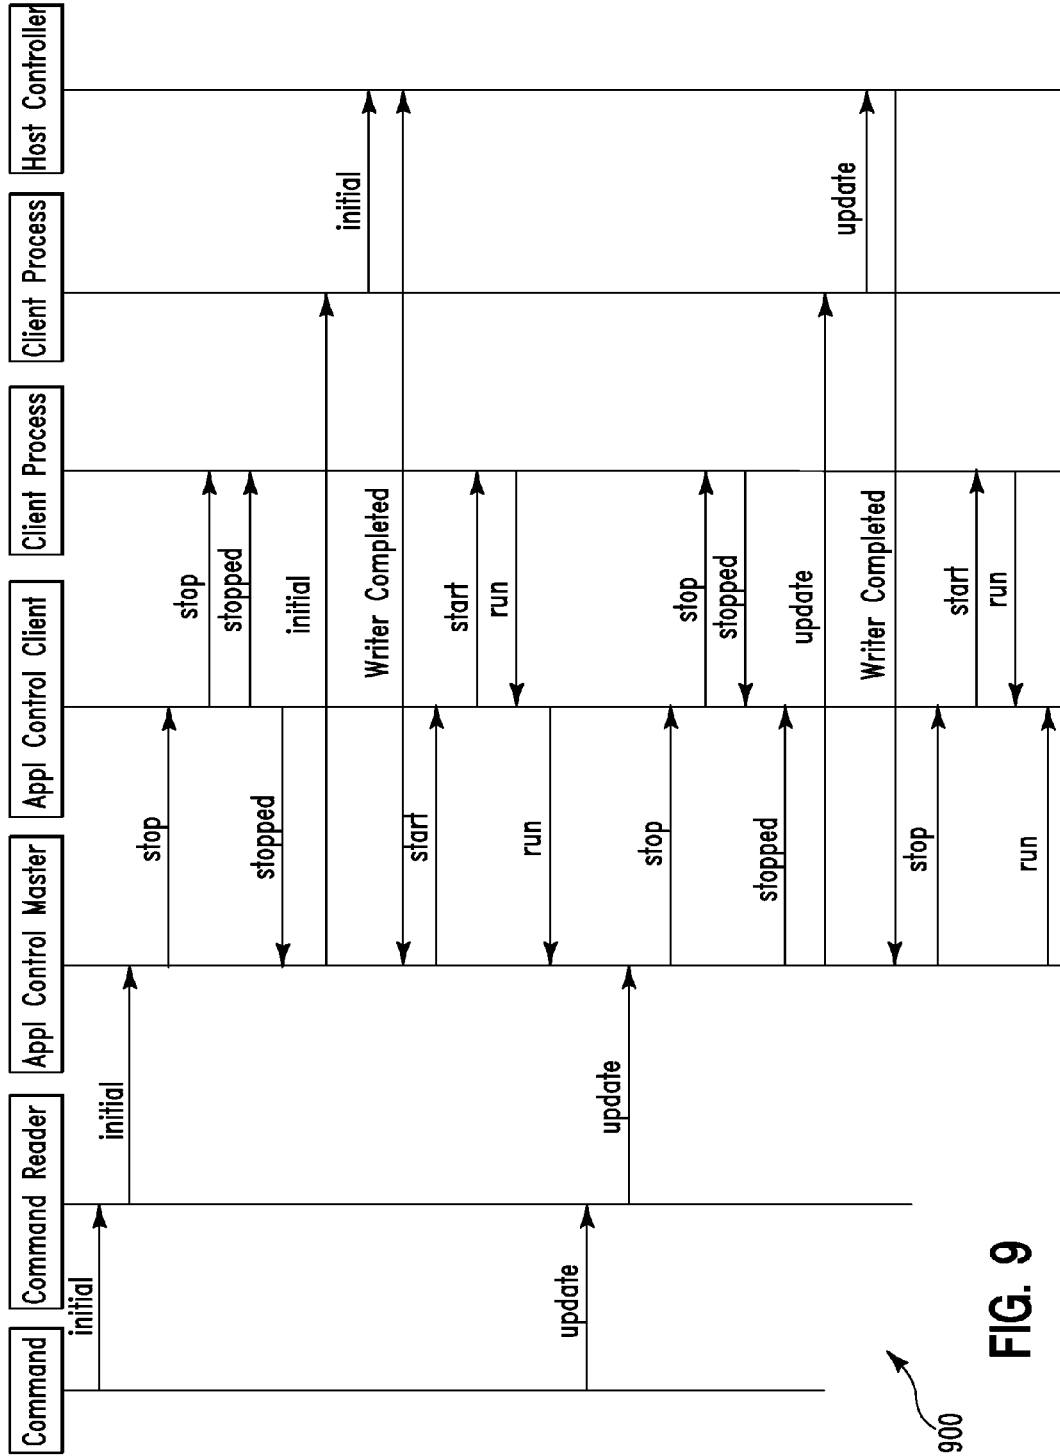 Command
Command Reader
Appl Control Master
Appl Control Client
Client Process
Client Process
Host Controller
initial
initial
stop
stop
stopped
stopped
initial
initial
Writer Completed
start
start
run
run
update
update
stop
stop
stopped
stopped
update
update
Writer Completed
stop
start
run
run
900
FIG. 9